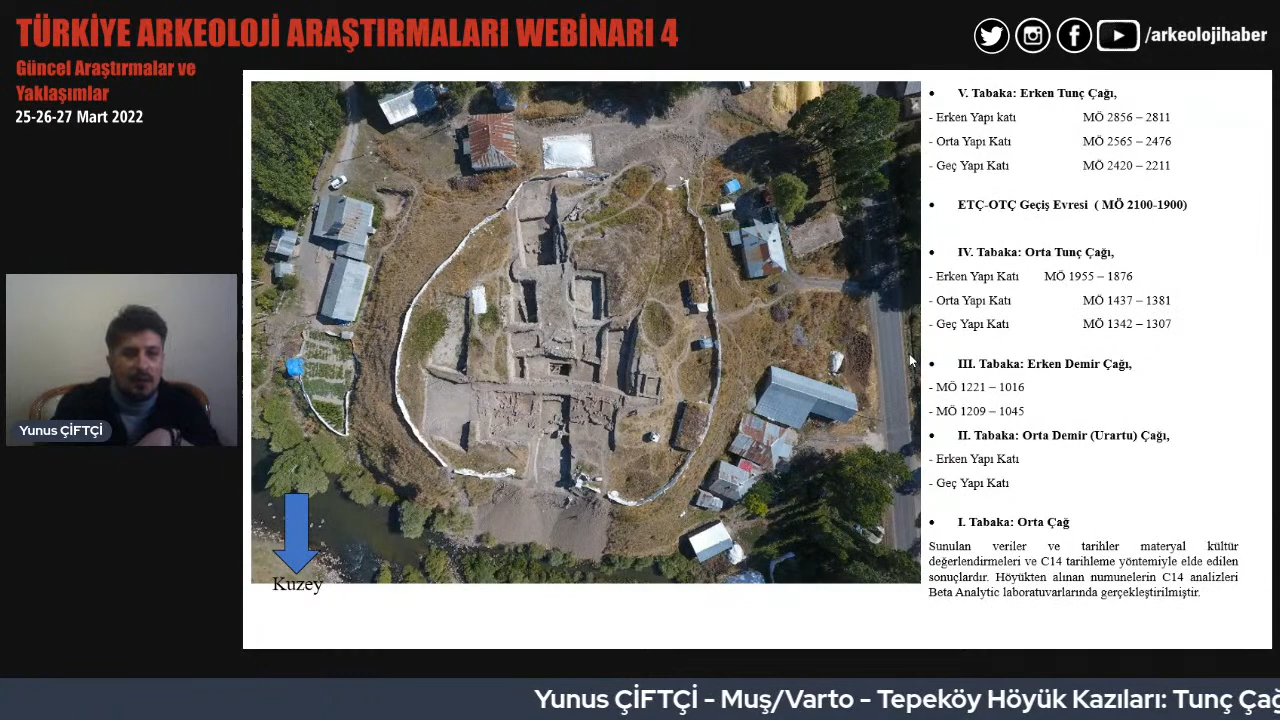 TÜRKİYE ARKEOLOJİ ARAŞTIRMALARI WEBİNARI 4
Güncel Araştırmalar ve
Yaklaşımlar
25-26-27 Mart 2022
/arkeolojihaber
• V. Tabaka: Erken Tunç Çağı,
- Erken Yapı katı MÖ 2856 – 2811
- Orta Yapı Katı MÖ 2565 – 2476
- Geç Yapı Katı MÖ 2420 – 2211
• ETÇ-OTÇ Geçiş Evresi ( MÖ 2100-1900)
• IV. Tabaka: Orta Tunç Çağı,
- Erken Yapı Katı MÖ 1955 – 1876
- Orta Yapı Katı MÖ 1437 – 1381
- Geç Yapı Katı MÖ 1342 – 1307
• III. Tabaka: Erken Demir Çağı,
- MÖ 1221 – 1016
- MÖ 1209 – 1045
• II. Tabaka: Orta Demir (Urartu) Çağı,
- Erken Yapı Katı
- Geç Yapı Katı
• I. Tabaka: Orta Çağ
Sunulan veriler ve tarihler materyal kültür
değerlendirmeleri ve C14 tarihleme yöntemiyle elde edilen
sonuçlardır. Höyükten alınan numunelerin C14 analizleri
Beta Analytic laboratuvarlarında gerçekleştirilmiştir.
Kuzey
Yunus ÇİFTÇİ
Yunus ÇİFTÇİ - Muş/Varto - Tepeköy Höyük Kazıları: Tunç Çağ